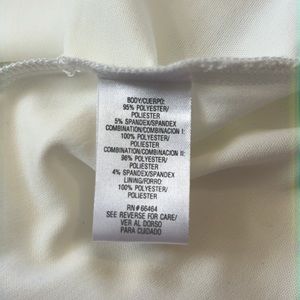 BODY/CUERPO:
95% POLYESTER/
POLIESTER
5% SPANDEX/SPANDEX
COMBINATION/COMBINACION I:
100% POLYESTER/
POLIESTER
COMBINATION/COMBINACION II:
96% POLYESTER/
POLIESTER
4% SPANDEX/SPANDEX
LINING/FORRO:
100% POLYESTER/
POLIESTER
RN# 66464
SEE REVERSE FOR CARE/
VER AL DORSO
PARA CUIDADO